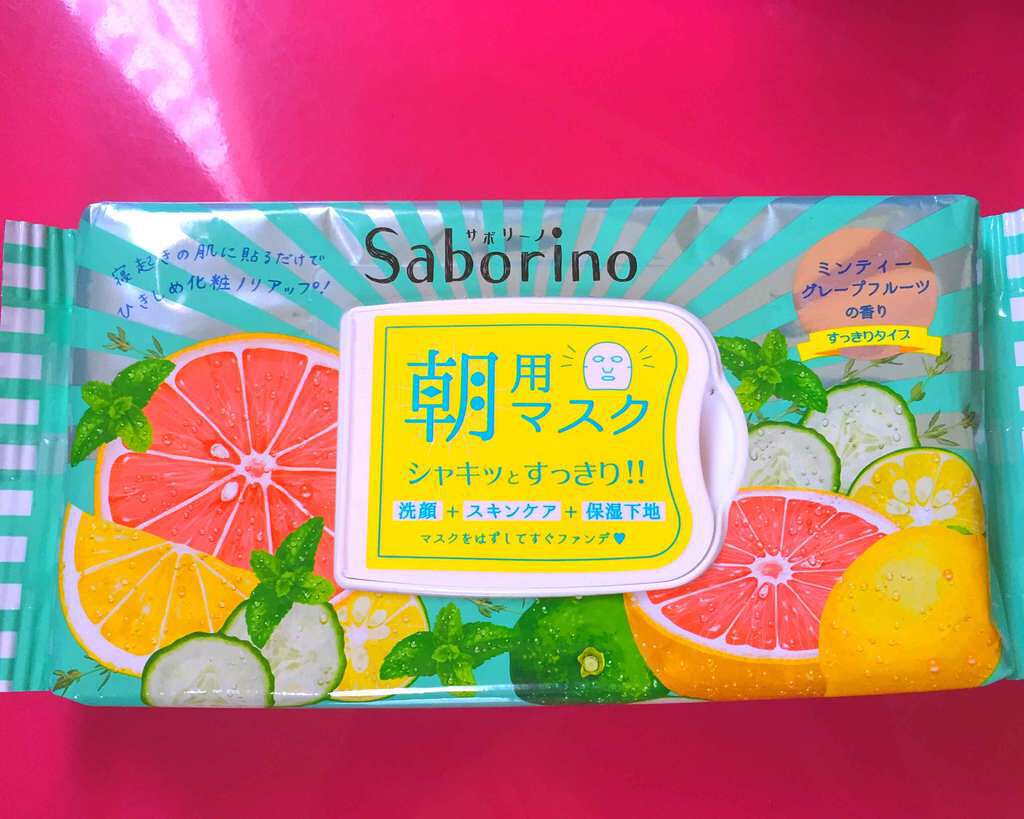 サボリーノ
Saborino
寝起きの肌に貼るだけで
ひきしめ化粧ノリアップ!
ミンティー
グレープフルーツ
の香り
すっきりタイプ
朝用
マスク
シャキッとすっきり!!
洗顔+スキンケア+保湿下地
マスクをはずしてすぐファンデ♥